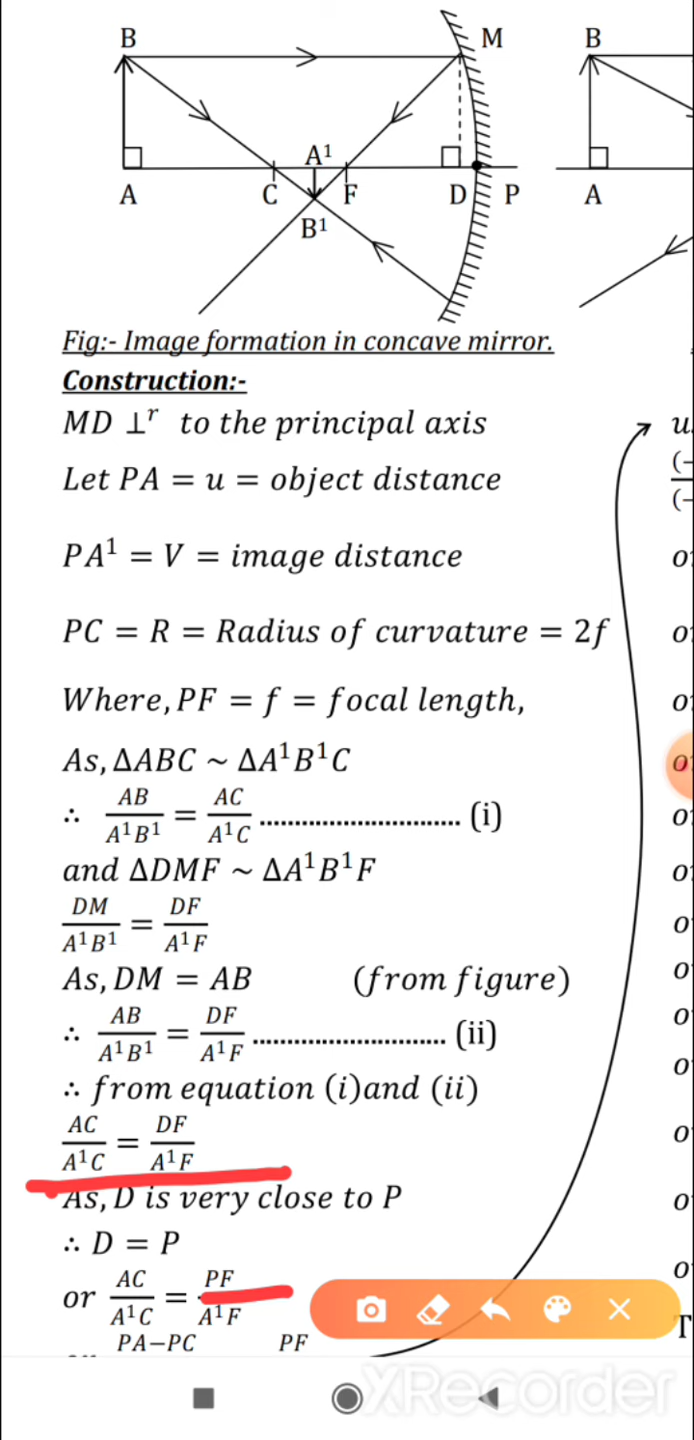 B
M
B
A¹
A
C
F
D
P
A
B¹
Fig:- Image formation in concave mirror.
Construction:-
MD ⊥ʳ to the principal axis
Let PA = u = object distance
PA¹ = V = image distance
PC = R = Radius of curvature = 2f
Where, PF = f = focal length,
As, ΔABC ~ ΔA¹B¹C
∴ AB/A¹B¹ = AC/A¹C ............................ (i)
and ΔDMF ~ ΔA¹B¹F
DM/A¹B¹ = DF/A¹F
As, DM = AB (from figure)
∴ AB/A¹B¹ = DF/A¹F ........................... (ii)
∴ from equation (i)and (ii)
AC/A¹C = DF/A¹F
As, D is very close to P
∴ D = P
or AC/A¹C = PF/A¹F
PA−PC PF
XRecorder